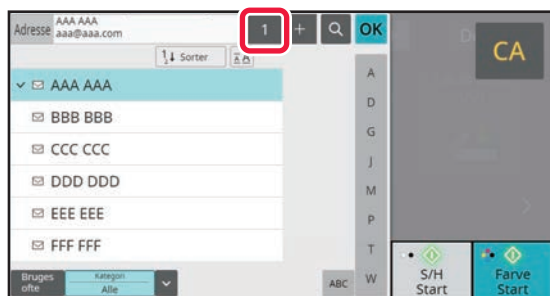 Adresse
AAA AAA
aaa@aaa.com
1
+
OK
CA
Sorter
AAA AAA
BBB BBB
CCC CCC
DDD DDD
EEE EEE
FFF FFF
A
D
G
J
M
P
T
W
Bruges
ofte
Kategori
Alle
ABC
S/H
Start
Farve
Start